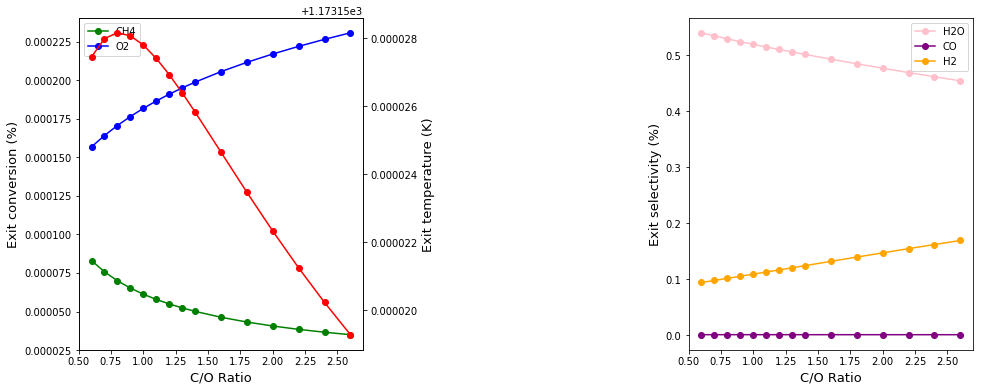 +1.17315e3
CH4
O2
0.000225
0.000200
0.000175
0.000150
0.000125
0.000100
0.000075
0.000050
0.000025
Exit conversion (%)
0.50 0.75 1.00 1.25 1.50 1.75 2.00 2.25 2.50
C/O Ratio
0.000028
0.000026
0.000024
0.000022
0.000020
Exit temperature (K)
H2O
CO
H2
0.5
0.4
0.3
0.2
0.1
0.0
Exit selectivity (%)
0.50 0.75 1.00 1.25 1.50 1.75 2.00 2.25 2.50
C/O Ratio